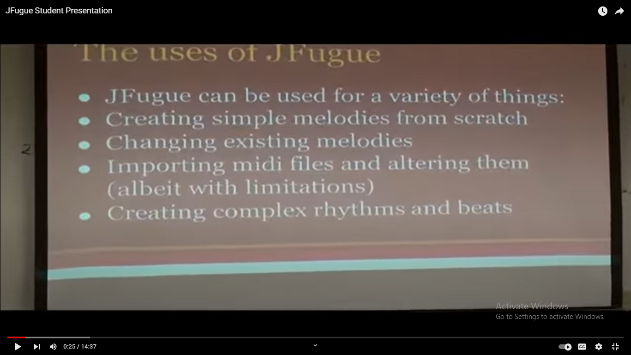 JFugue Student Presentation
The uses of JFugue
JFugue can be used for a variety of things:
Creating simple melodies from scratch
Changing existing melodies
Importing midi files and altering them
(albeit with limitations)
Creating complex rhythms and beats
2
Activate Windows
Go to Settings to activate Windows.
0:25 / 14:37